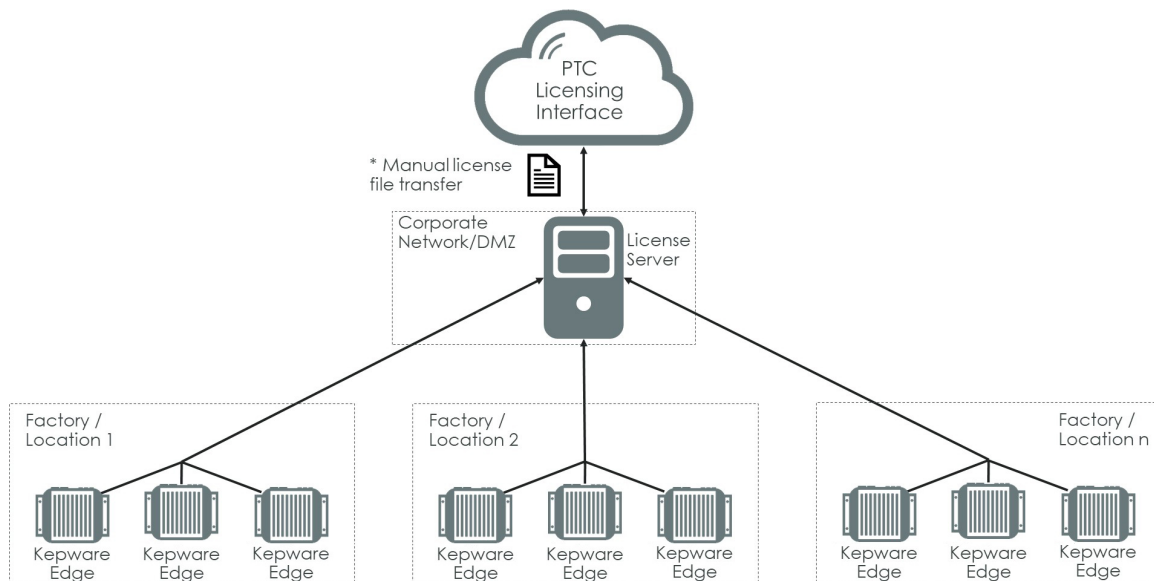 PTC
Licensing
Interface
* Manual license
file transfer
Corporate
Network/DMZ
License
Server
Factory /
Location 1
Factory /
Location 2
Factory /
Location n
Kepware
Edge
Kepware
Edge
Kepware
Edge
Kepware
Edge
Kepware
Edge
Kepware
Edge
Kepware
Edge
Kepware
Edge
Kepware
Edge